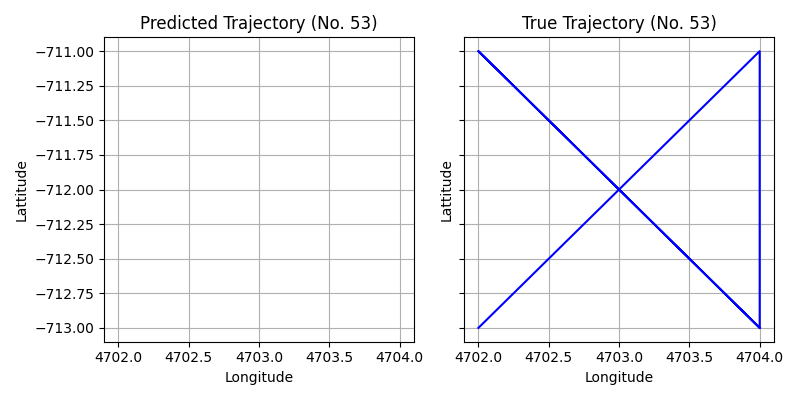 Predicted Trajectory (No. 53)
True Trajectory (No. 53)
Lattitude
−711.00
−711.25
−711.50
−711.75
−712.00
−712.25
−712.50
−712.75
−713.00
Lattitude
4702.0 4702.5 4703.0 4703.5 4704.0
4702.0 4702.5 4703.0 4703.5 4704.0
Longitude
Longitude